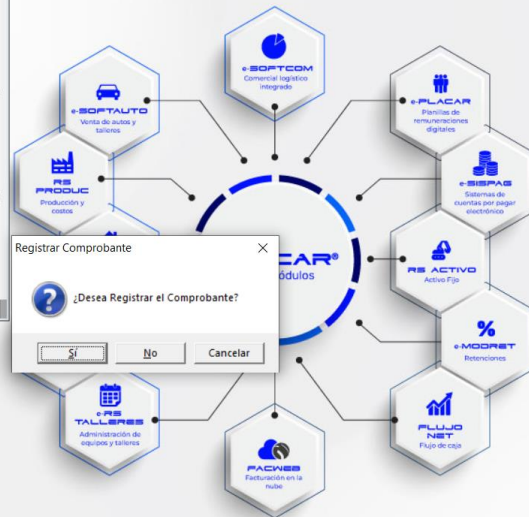 e-SOFTCOM
Comercial logístico
integrado
e-SOFTAUTO
Venta de autos y
talleres
e-PLACAR
Planillas de
remuneraciones
digitales
RS
PRODUC
Producción y
costos
e-SISPAG
Sistemas de
cuentas por pagar
electrónico
CAR®
ódulos
RS ACTIVO
Activo Fijo
Registrar Comprobante
¿Desea Registrar el Comprobante?
Sí
No
Cancelar
%
e-MODRET
Retenciones
e-RS
TALLERES
Administración de
equipos y talleres
FLUJO
NET
Flujo de caja
FACWEB
Facturación en la
nube